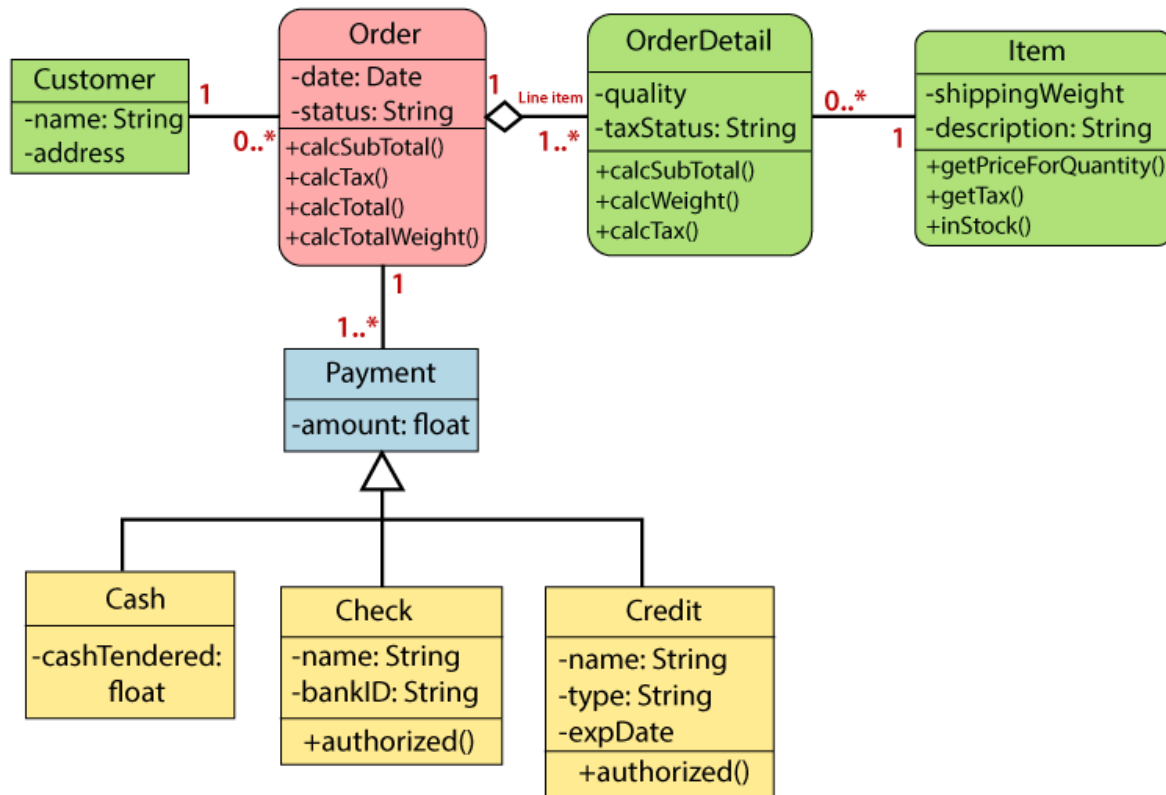 Customer
-name: String
-address
1
0..*
Order
-date: Date
-status: String
+calcSubTotal()
+calcTax()
+calcTotal()
+calcTotalWeight()
1
Line item
1..*
OrderDetail
-quality
-taxStatus: String
+calcSubTotal()
+calcWeight()
+calcTax()
0..*
1
Item
-shippingWeight
-description: String
+getPriceForQuantity()
+getTax()
+inStock()
1
1..*
Payment
-amount: float
Cash
-cashTendered:
float
Check
-name: String
-bankID: String
+authorized()
Credit
-name: String
-type: String
-expDate
+authorized()